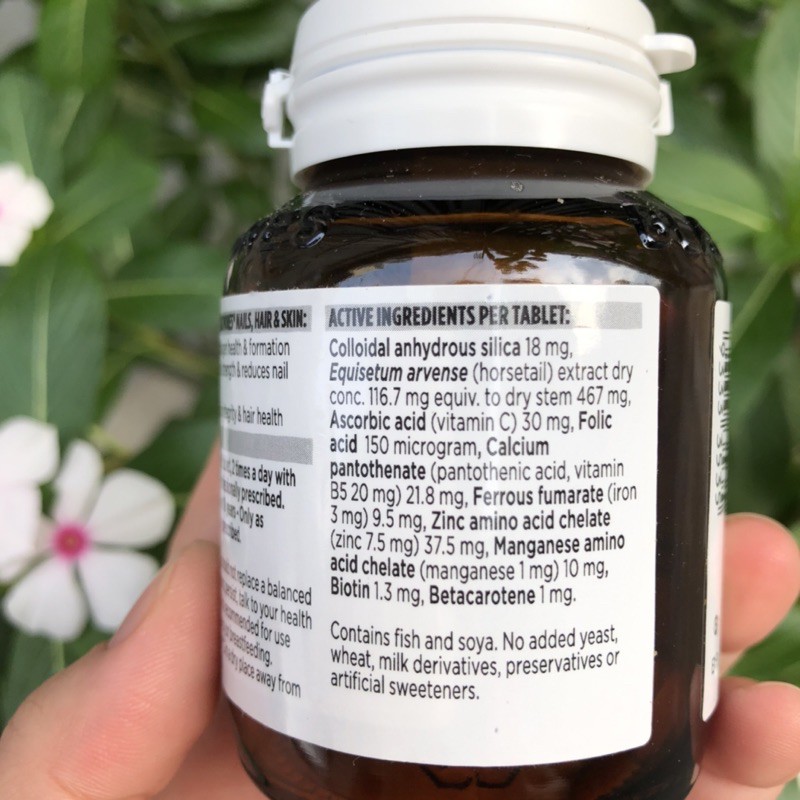 NAILS, HAIR & SKIN:
health & formation
& reduces nail
& hair health
2 times a day with
prescribed.
Only as
not replace a balanced
talk to your health
for use
breastfeeding.
dry place away from
ACTIVE INGREDIENTS PER TABLET:
Colloidal anhydrous silica 18 mg,
Equisetum arvense (horsetail) extract dry
conc. 116.7 mg equiv. to dry stem 467 mg,
Ascorbic acid (vitamin C) 30 mg, Folic
acid 150 microgram, Calcium
pantothenate (pantothenic acid, vitamin
B5 20 mg) 21.8 mg, Ferrous fumarate (iron
3 mg) 9.5 mg, Zinc amino acid chelate
(zinc 7.5 mg) 37.5 mg, Manganese amino
acid chelate (manganese 1 mg) 10 mg,
Biotin 1.3 mg, Betacarotene 1 mg.
Contains fish and soya. No added yeast,
wheat, milk derivatives, preservatives or
artificial sweeteners.